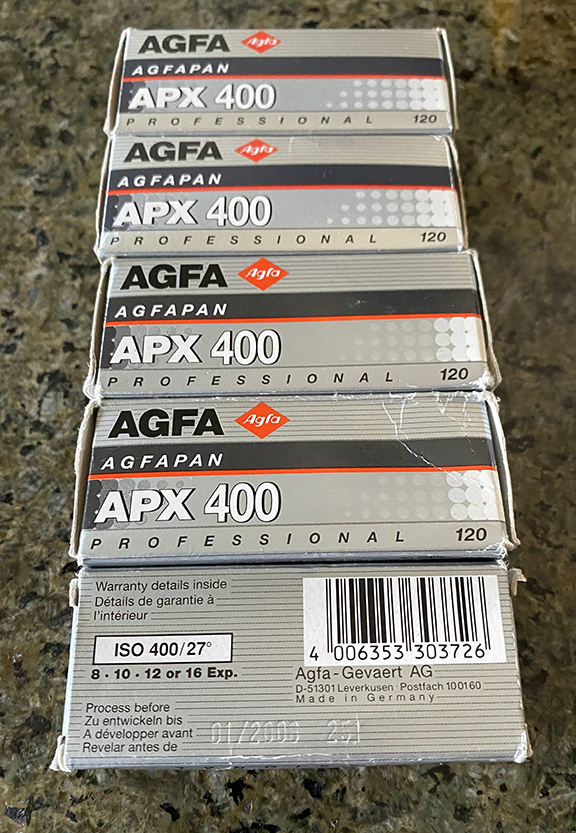 AGFA Agfa
AGFAPAN
APX 400
PROFESSIONAL 120
AGFA Agfa
AGFAPAN
APX 400
PROFESSIONAL 120
AGFA Agfa
AGFAPAN
APX 400
PROFESSIONAL 120
AGFA Agfa
AGFAPAN
APX 400
PROFESSIONAL 120
Warranty details inside
Détails de garantie à
l'intérieur
ISO 400/27°
8 · 10 · 12 or 16 Exp.
4 006353 303726
Agfa-Gevaert AG
D-51301 Leverkusen · Postfach 100160
Made in Germany
Process before
Zu entwickeln bis
A développer avant
Revelar antes de